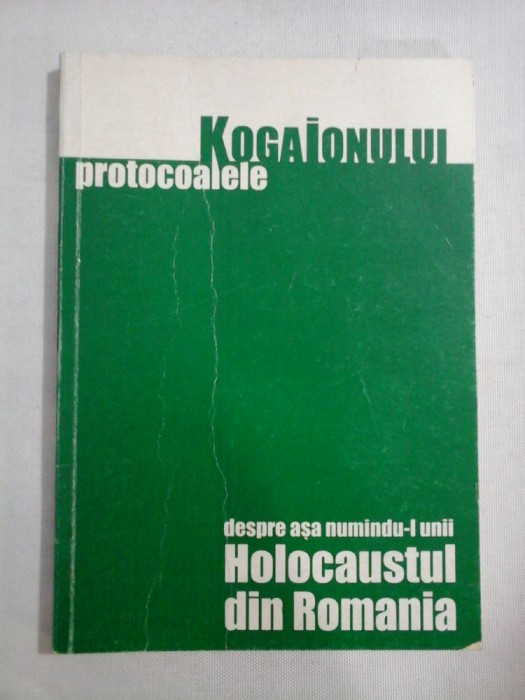 KOGAIONULUI
protocoalele
despre așa numindu-l unii
Holocaustul
din Romania